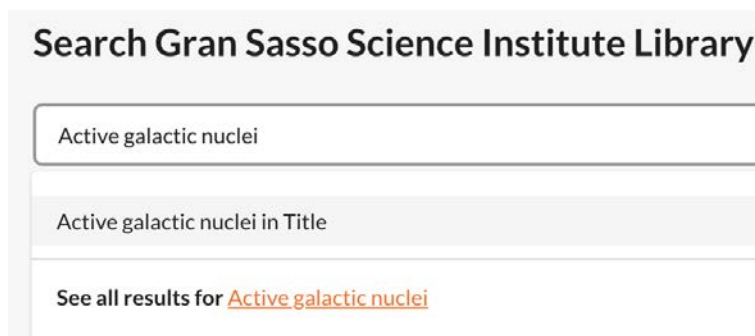 Search Gran Sasso Science Institute Library
Active galactic nuclei
Active galactic nuclei in Title
See all results for Active galactic nuclei